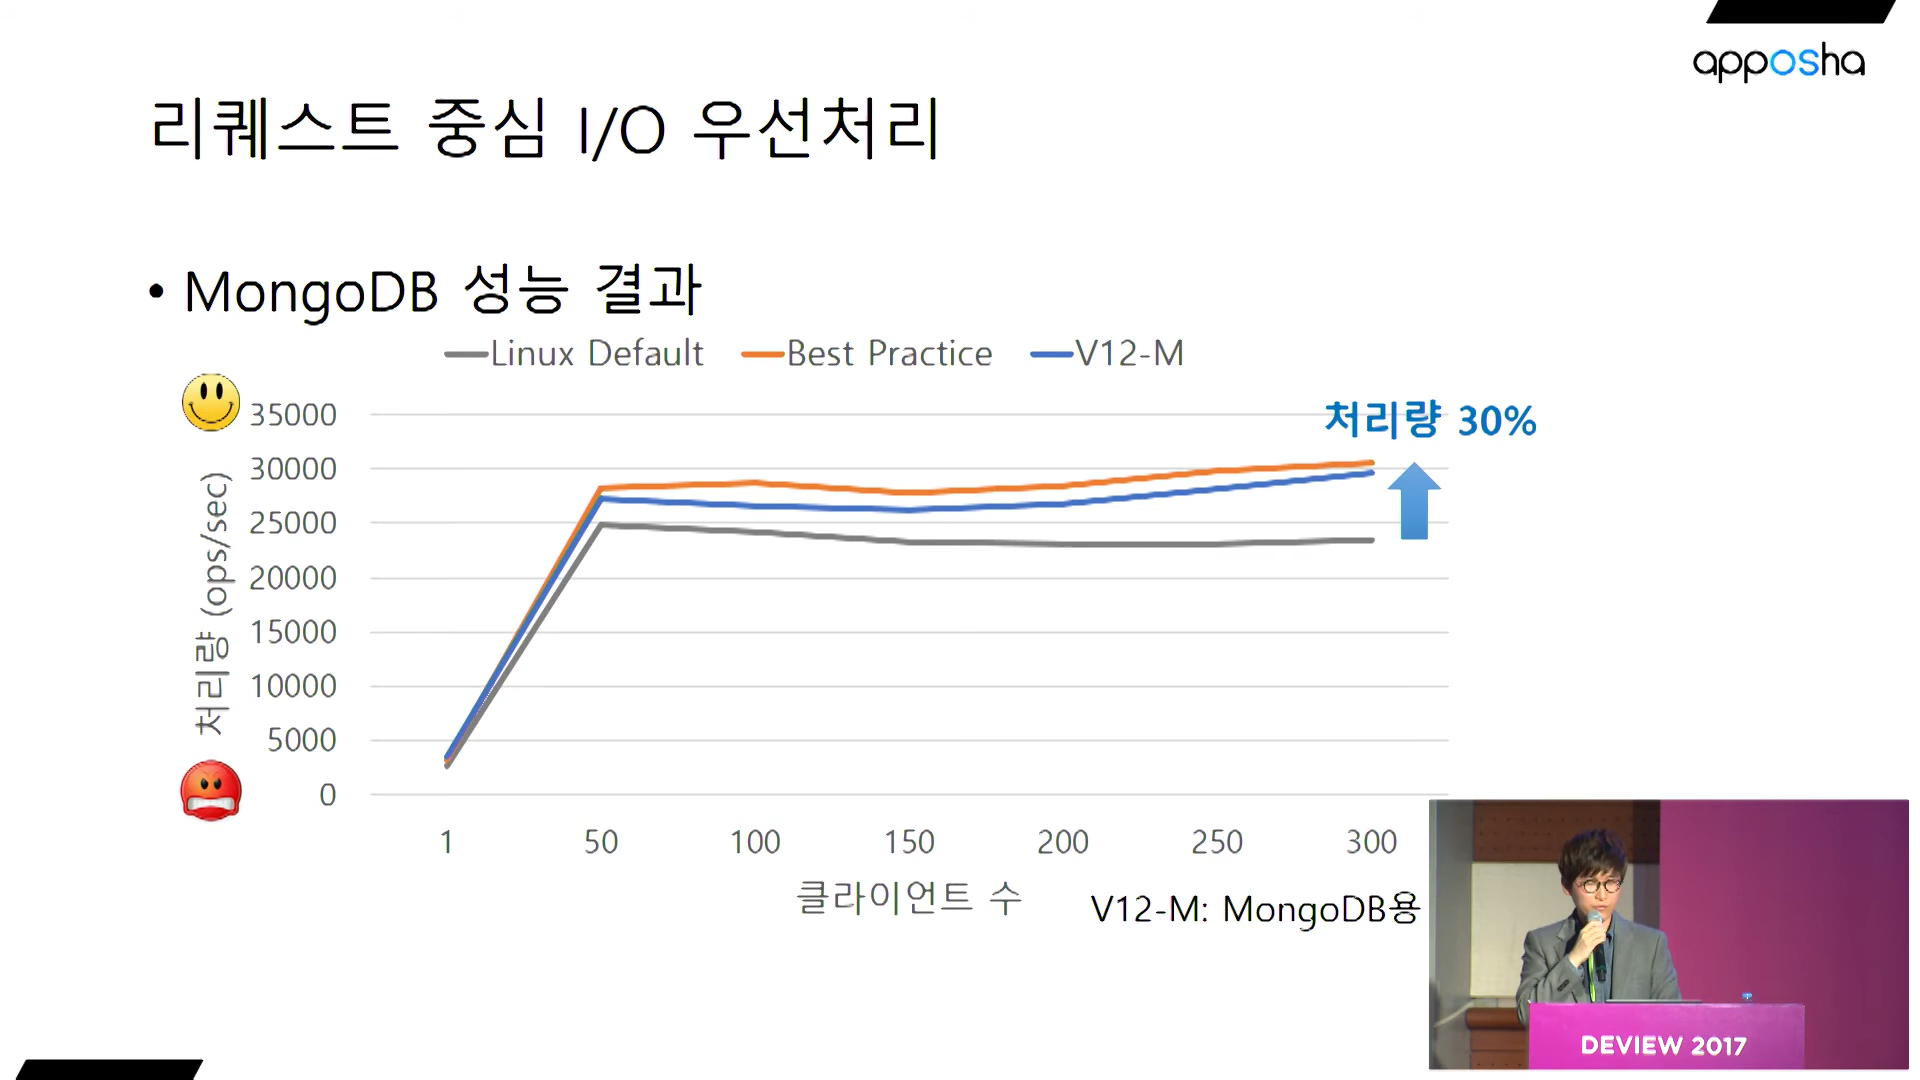 apposha
리퀘스트 중심 I/O 우선처리
• MongoDB 성능 결과
Linux Default Best Practice V12-M
처리량 30%
처리량 (ops/sec)
35000
30000
25000
20000
15000
10000
5000
0
1 50 100 150 200 250 300
클라이언트 수
V12-M: MongoDB용
DEVIEW 2017